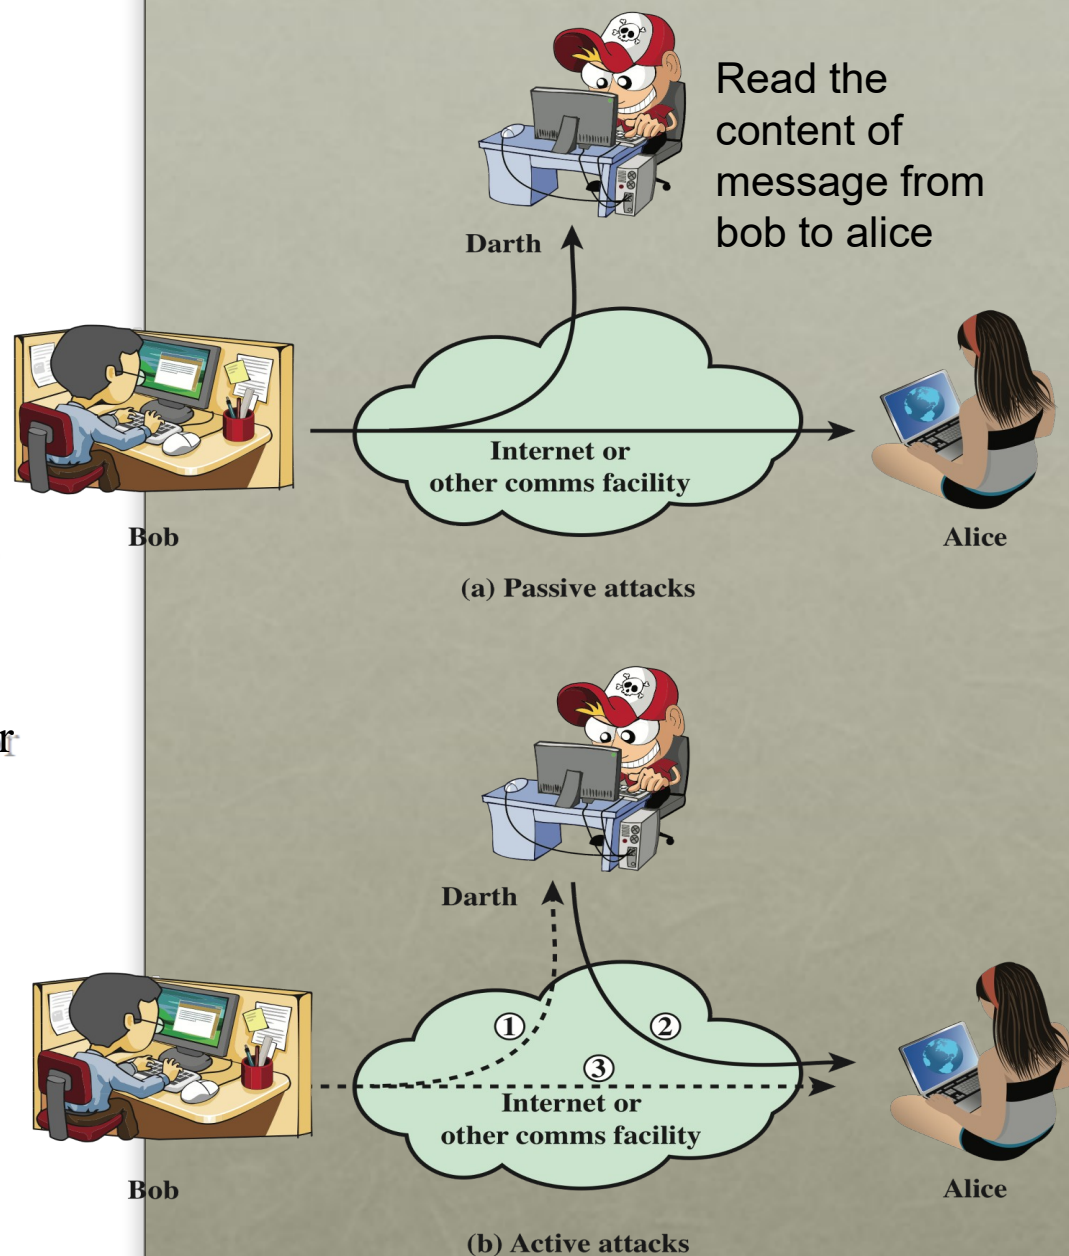 Read the
content of
message from
bob to alice
Darth
Internet or
other comms facility
Bob
Alice
(a) Passive attacks
r
Darth
1
2
3
Internet or
other comms facility
Bob
Alice
(b) Active attacks